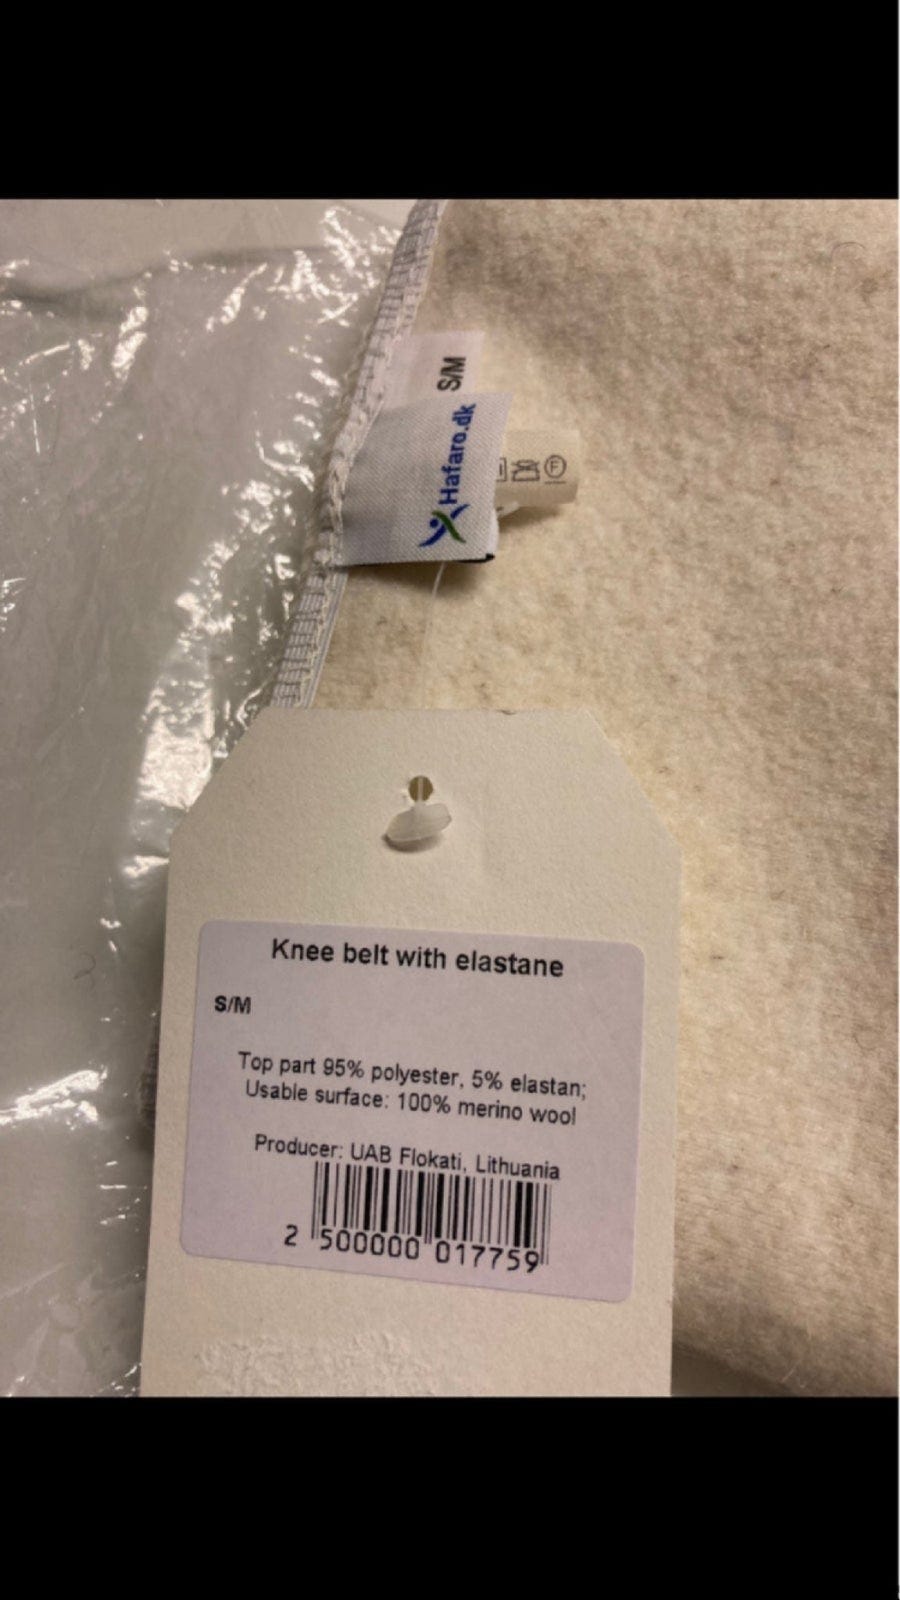 S/M
Hafaro.dk
F
Knee belt with elastane
S/M
Top part 95% polyester, 5% elastan;
Usable surface: 100% merino wool
Producer: UAB Flokati, Lithuania
2 500000 017759